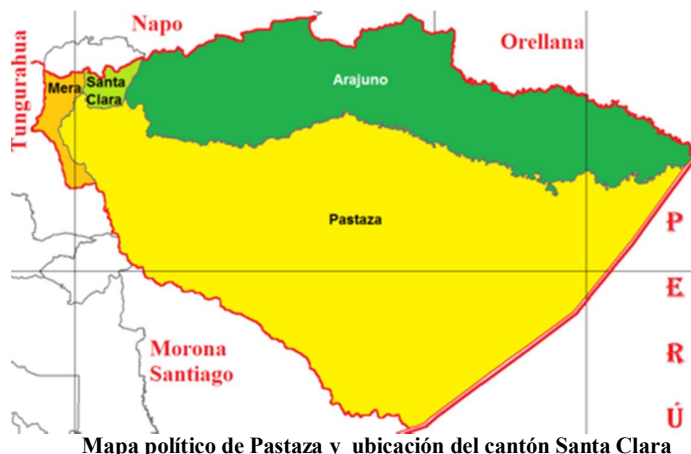 Napo
Orellana
Tungurahua
Mera
Santa
Clara
Arajuno
Pastaza
PERÚ
Morona
Santiago
Mapa político de Pastaza y ubicación del cantón Santa Clara